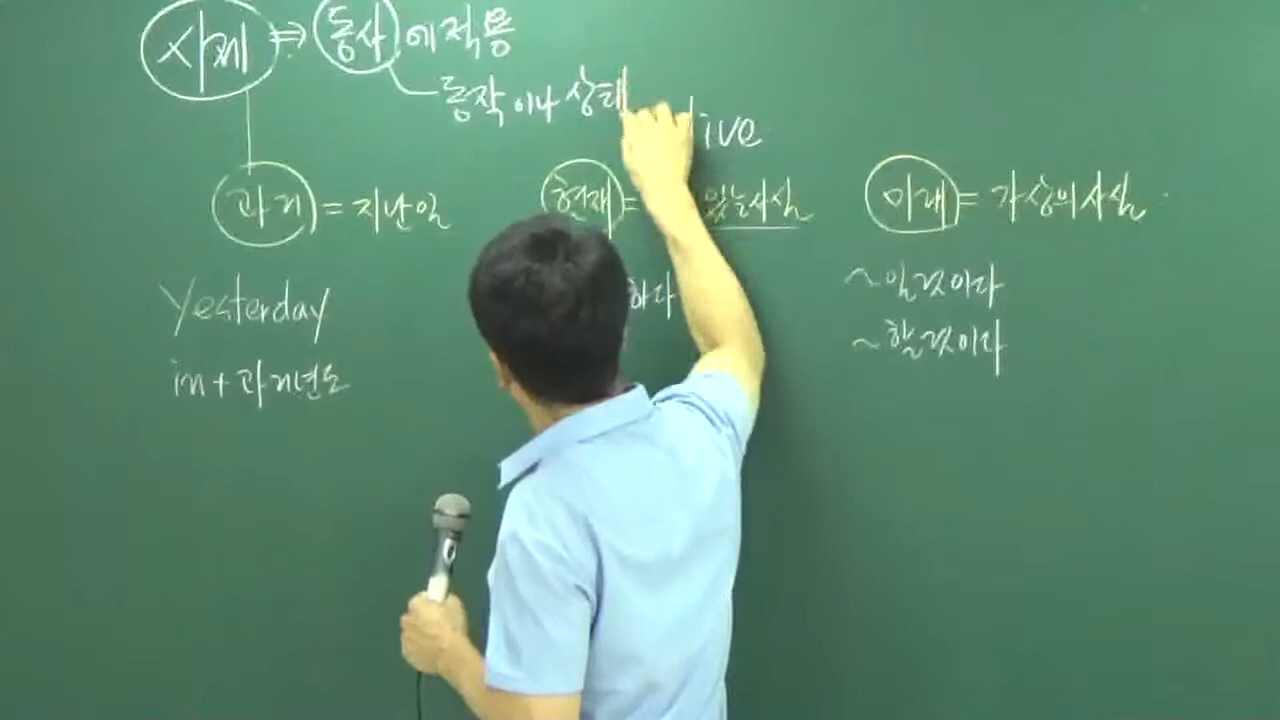 시제 ⇒ 동사에 적용
동작이나 상태
live
과거 = 지난일
현재 = 있는사실
미래 = 가상의 사실
yesterday
하다
~일것이다
in + 과거년도
~할것이다